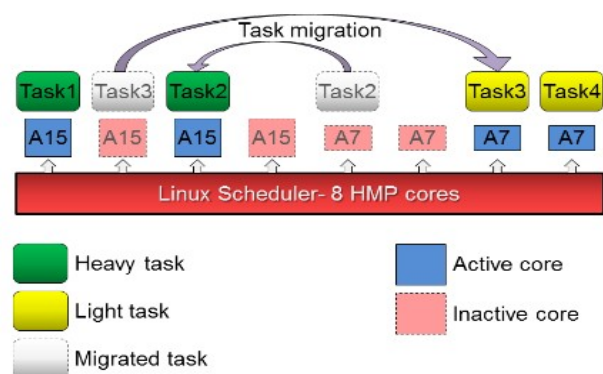 Task migration
Task1 Task3 Task2 Task2 Task3 Task4
A15 A15 A15 A15 A7 A7 A7 A7
Linux Scheduler- 8 HMP cores
Heavy task
Active core
Light task
Inactive core
Migrated task